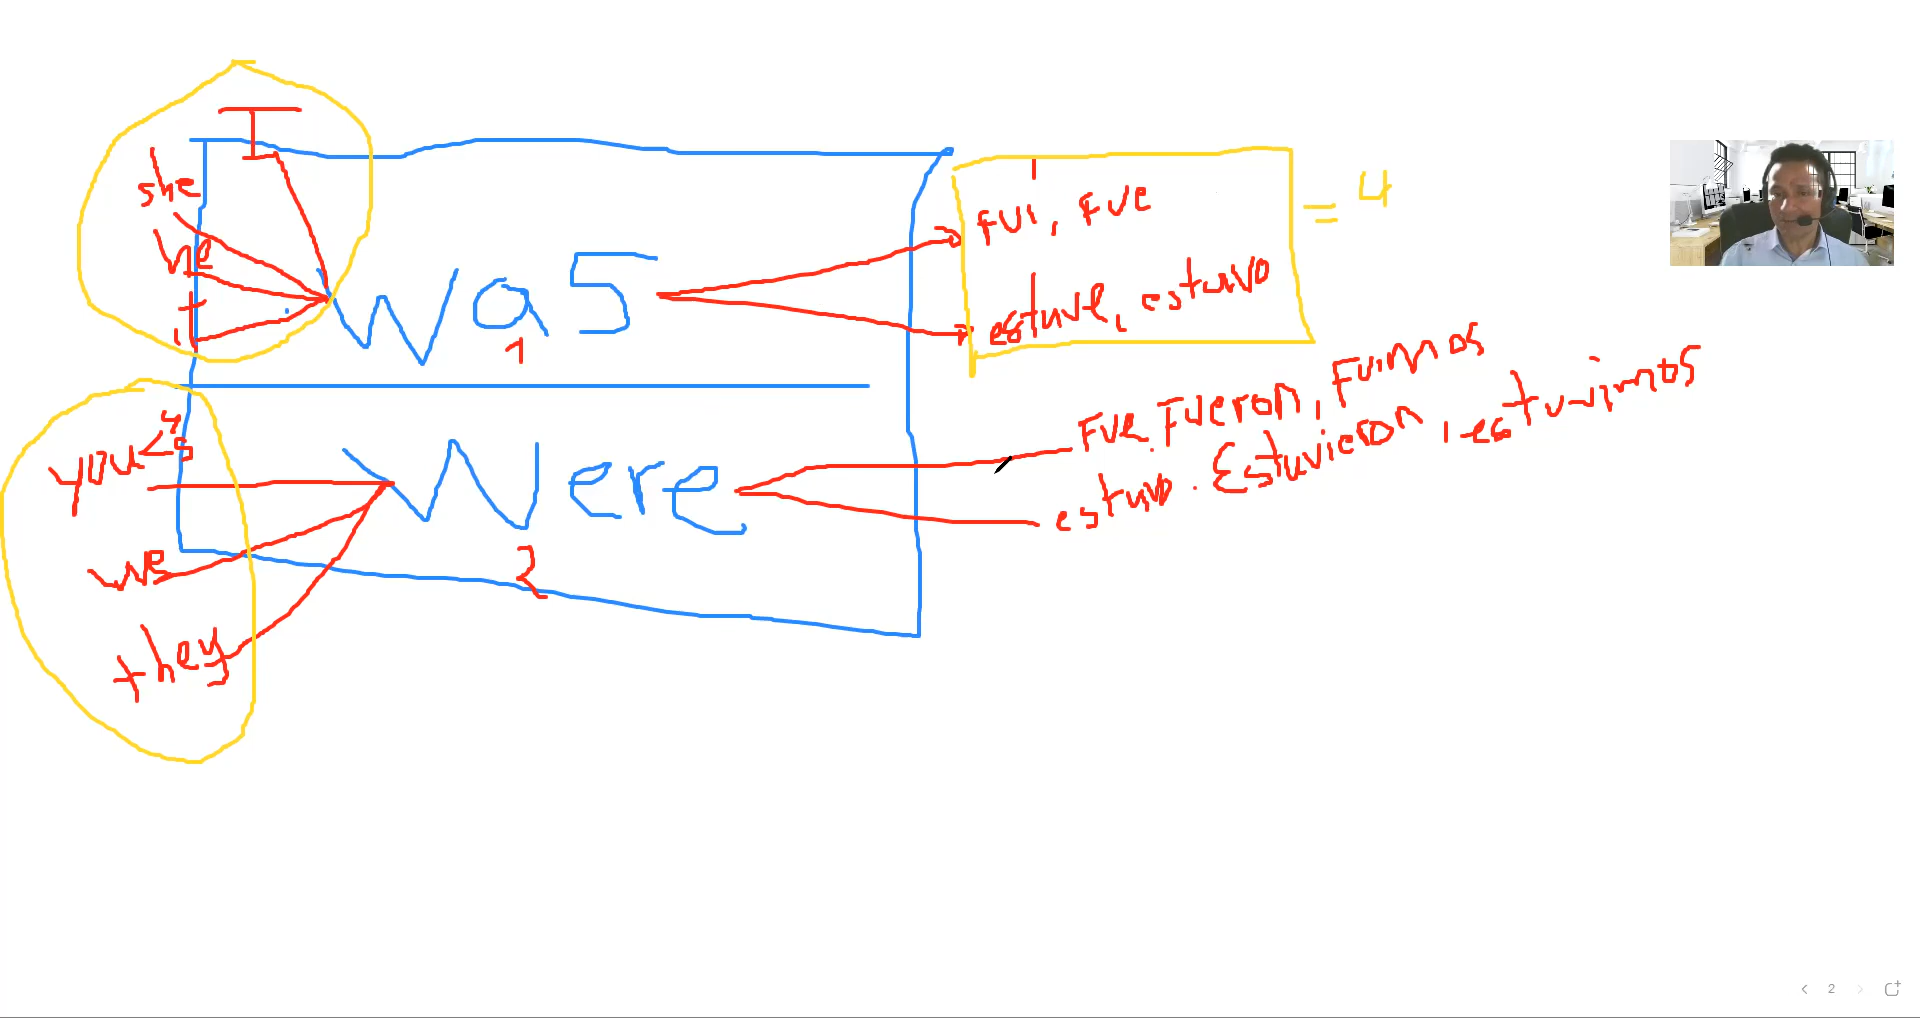 I
she
he
it
was
1
fui, fue
estuve, estuvo
= 4
you < s
we
they
were
2
fue. fueron, fuimos
estuvo. Estuvieron, estuvimos
2